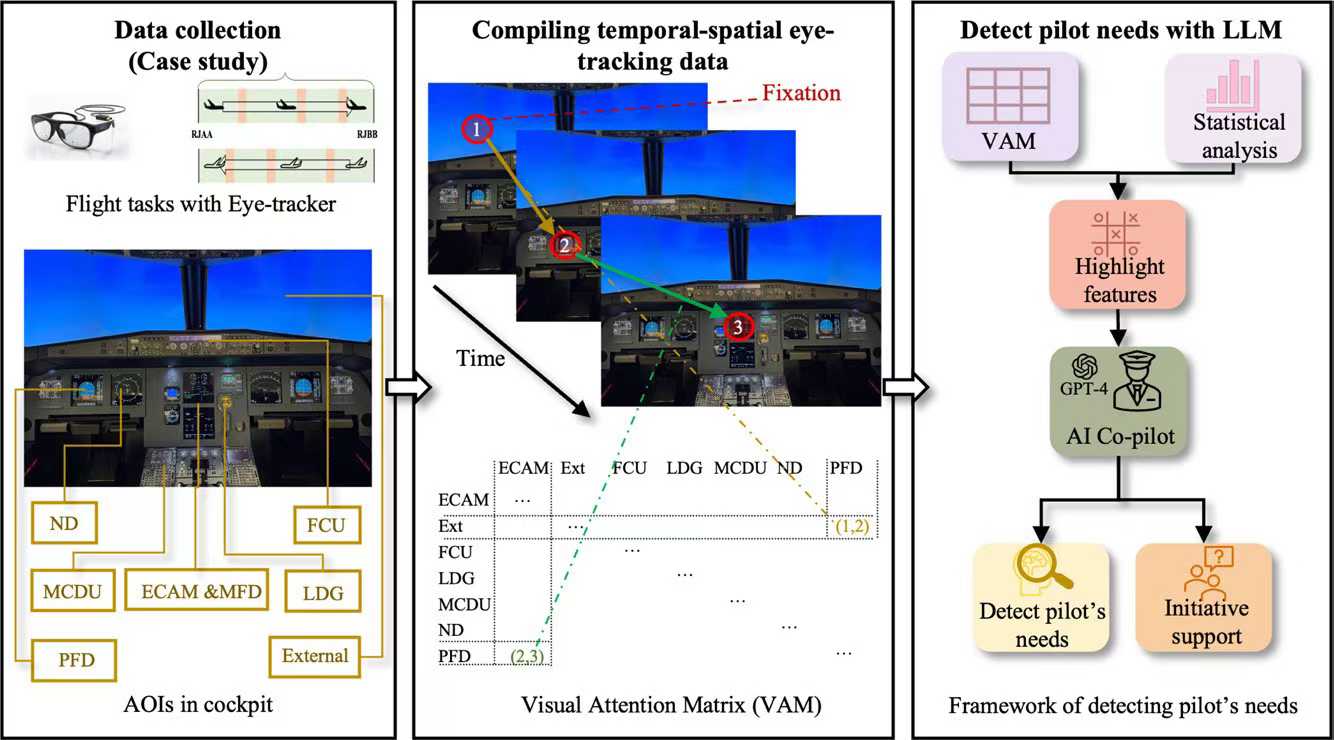 Data collection
(Case study)
RJAA
RJBB
Flight tasks with Eye-tracker
ND
FCU
MCDU
ECAM &MFD
LDG
PFD
External
AOIs in cockpit
Compiling temporal-spatial eye-
tracking data
Fixation
1
2
3
Time
ECAM Ext FCU LDG MCDU ND PFD
ECAM ...
Ext ... (1,2)
FCU ...
LDG ...
MCDU ...
ND ...
PFD (2,3) ...
Visual Attention Matrix (VAM)
Detect pilot needs with LLM
VAM
Statistical
analysis
Highlight
features
GPT-4
AI Co-pilot
Detect pilot's
needs
Initiative
support
Framework of detecting pilot's needs